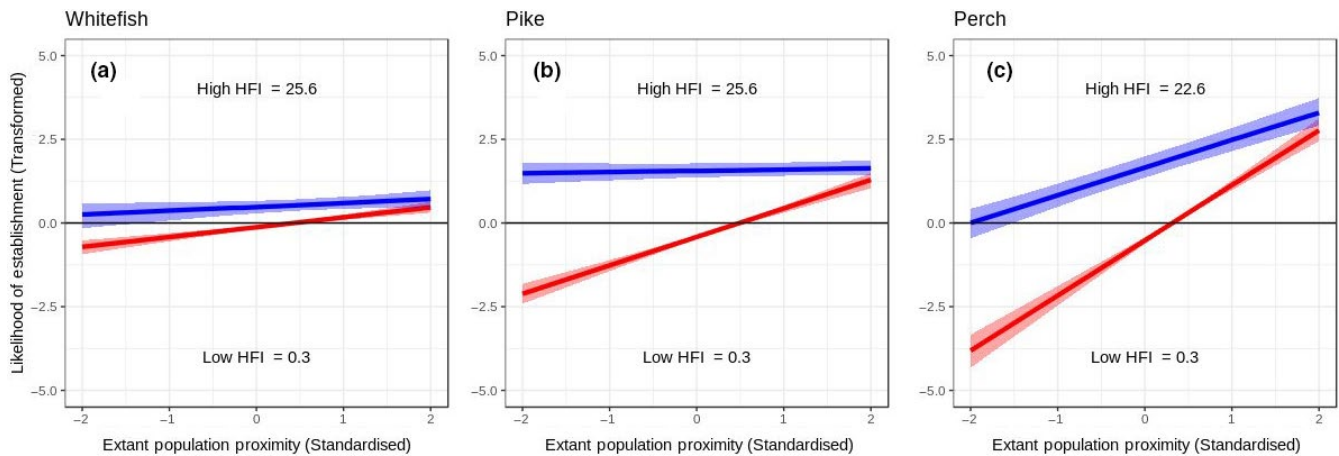 Whitefish
Pike
Perch
Likelihood of establishment (Transformed)
5.0
2.5
0.0
−2.5
−5.0
(a)
High HFI = 25.6
Low HFI = 0.3
−2
−1
0
1
2
Extant population proximity (Standardised)
5.0
2.5
0.0
−2.5
−5.0
(b)
High HFI = 25.6
Low HFI = 0.3
−2
−1
0
1
2
Extant population proximity (Standardised)
5.0
2.5
0.0
−2.5
−5.0
(c)
High HFI = 22.6
Low HFI = 0.3
−2
−1
0
1
2
Extant population proximity (Standardised)